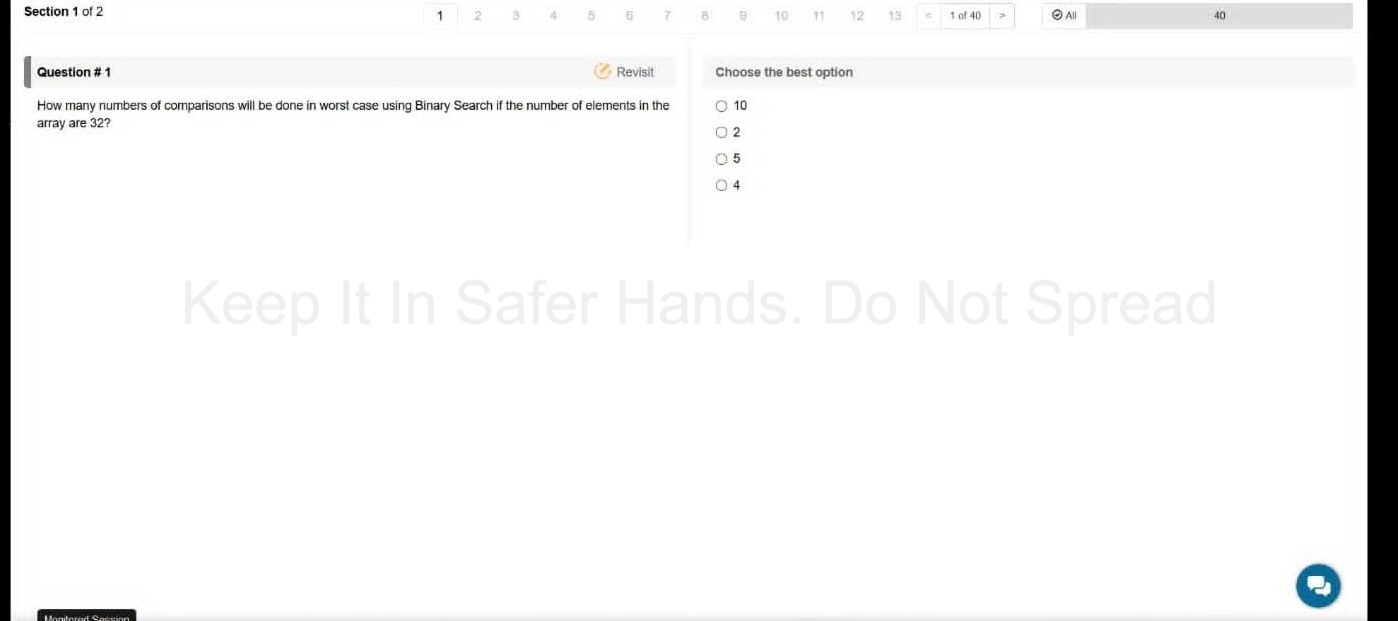 Section 1 of 2
1 2 3 4 5 6 7 8 9 10 11 12 13 < 1 of 40 > All 40
Question # 1
Revisit
How many numbers of comparisons will be done in worst case using Binary Search if the number of elements in the
array are 32?
Choose the best option
10
2
5
4
Keep It In Safer Hands. Do Not Spread
Monitored Session